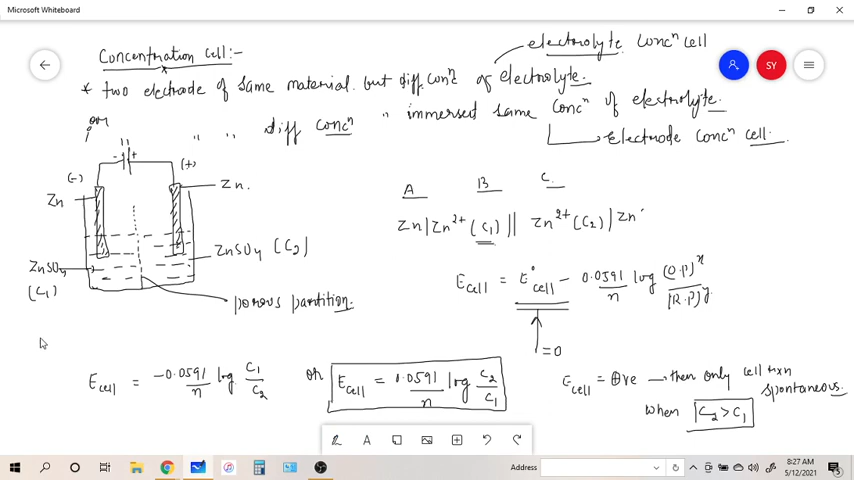 Microsoft Whiteboard
Concentration cell:-
electrolyte concⁿ cell
* two electrode of same material but diff. concⁿ of electrolyte.
or
i " " diff concⁿ " immersed same concⁿ of electrolyte.
Electrode concⁿ cell.
- +
(-) (+)
Zn Zn.
ZnSO4 (C2)
ZnSO4
(C1)
porous partition.
A B C.
Zn|Zn²⁺(C1)|| Zn²⁺(C2)|Zn
Ecell = E°cell - 0.0591/n log (O.P)ˣ/(R.P)y
=0
Ecell = -0.0591/n log C1/C2 or Ecell = 0.0591/n log C2/C1
Ecell = ⊕ve → then only cell rxn
spontaneous.
when C2 > C1
SY
Address
8:27 AM
5/12/2021
5